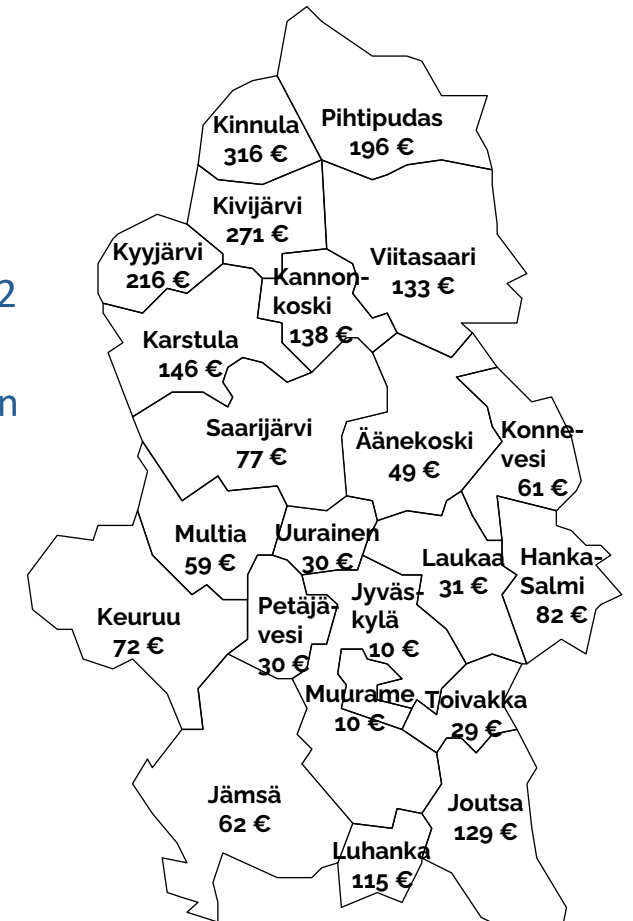 Pihtipudas
196 €
Kinnula
316 €
Kivijärvi
271 €
Kyyjärvi
216 €
Viitasaari
133 €
Kannon-
koski
138 €
2
Karstula
146 €
n
Saarijärvi
77 €
Äänekoski
49 €
Konne-
vesi
61 €
Multia
59 €
Uurainen
30 €
Laukaa
31 €
Hanka-
Salmi
82 €
Keuruu
72 €
Petäjä-
vesi
30 €
Jyväs-
kylä
10 €
Muurame
10 €
Toivakka
29 €
Jämsä
62 €
Joutsa
129 €
Luhanka
115 €